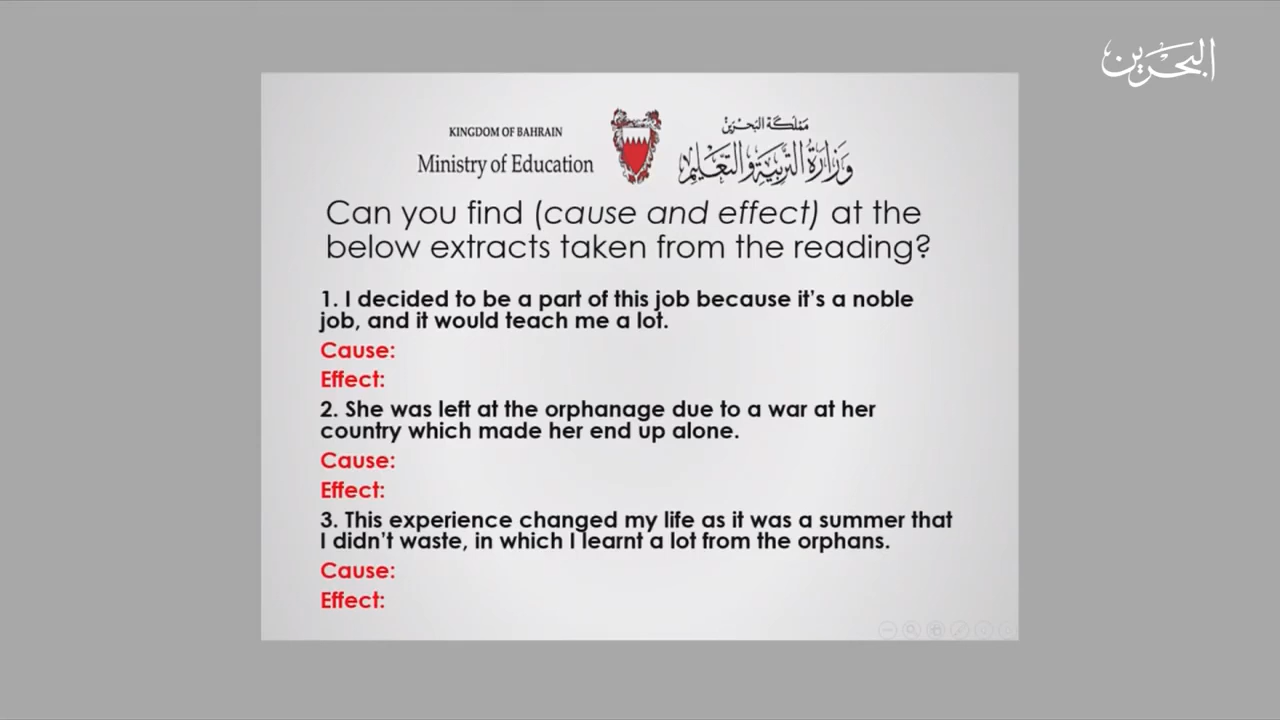 البحرين
KINGDOM OF BAHRAIN
Ministry of Education
مملكة البحرين
وزارة التربية والتعليم
Can you find (cause and effect) at the
below extracts taken from the reading?
1. I decided to be a part of this job because it's a noble
job, and it would teach me a lot.
Cause:
Effect:
2. She was left at the orphanage due to a war at her
country which made her end up alone.
Cause:
Effect:
3. This experience changed my life as it was a summer that
I didn't waste, in which I learnt a lot from the orphans.
Cause:
Effect: